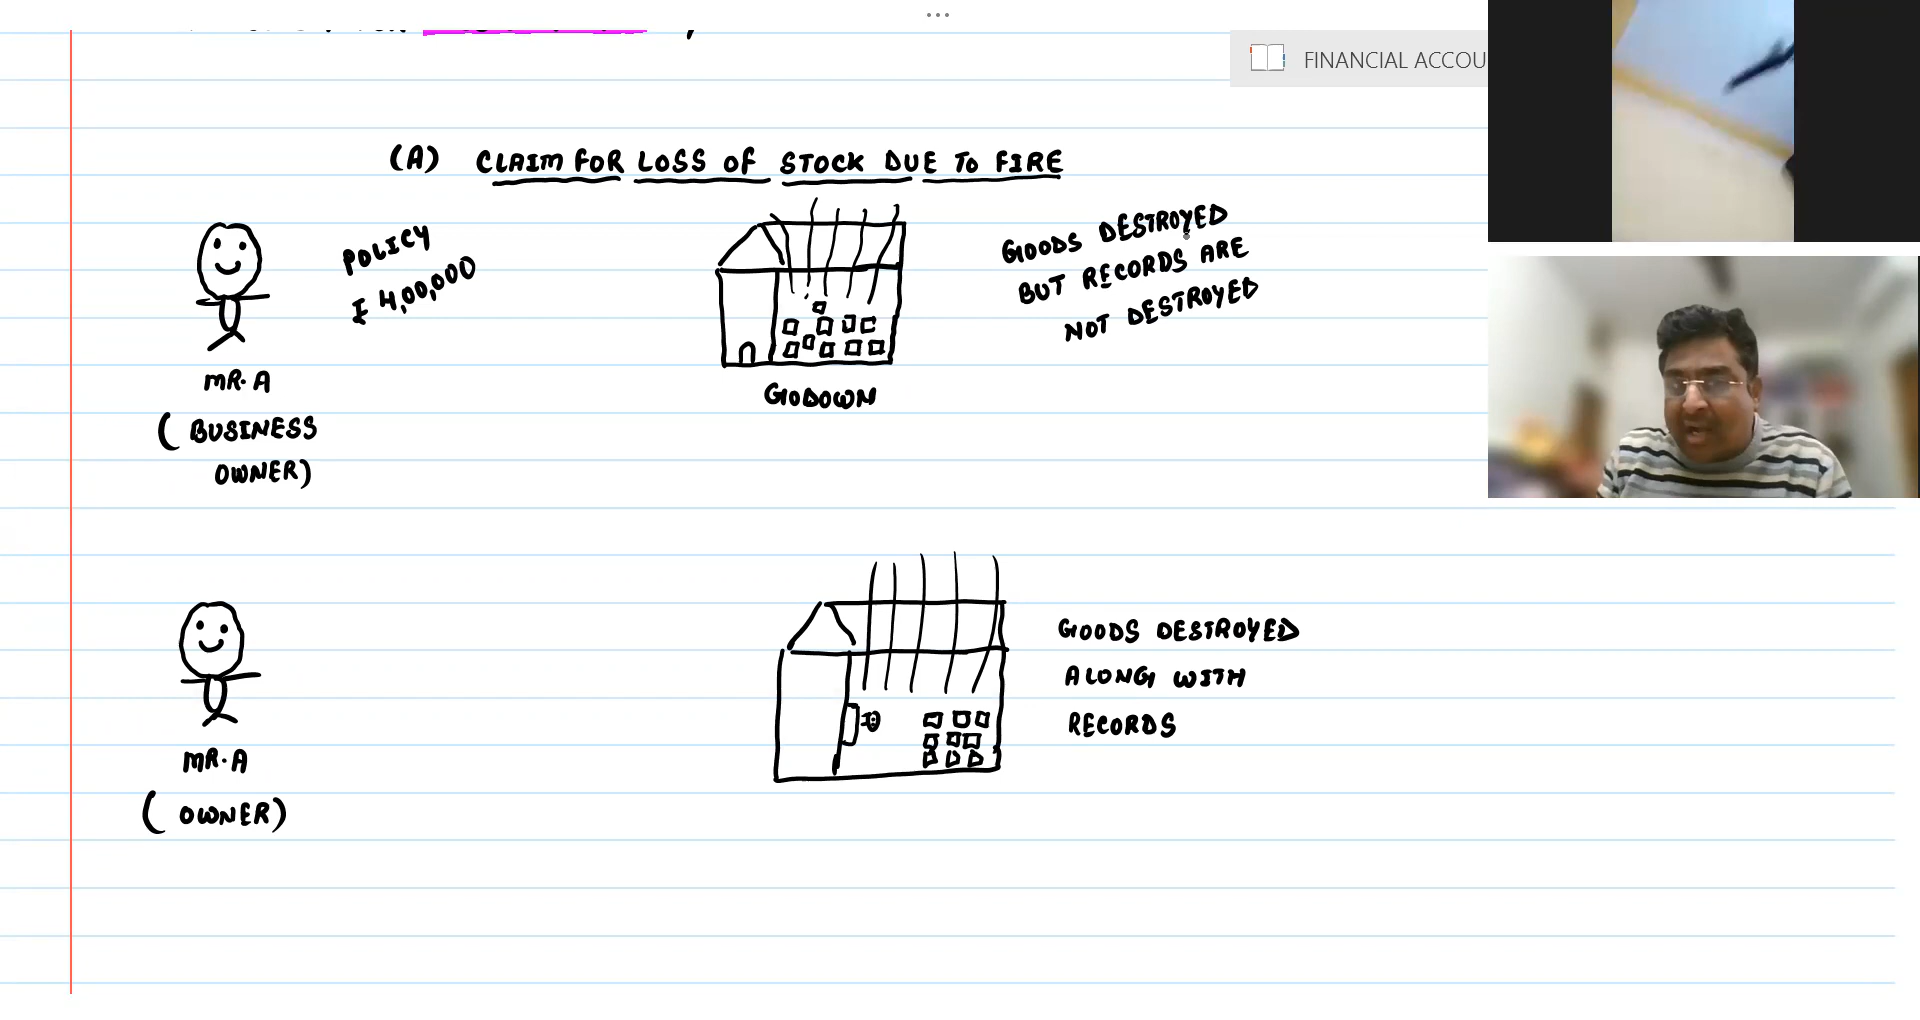 FINANCIAL ACCOU
(A) CLAIM FOR LOSS OF STOCK DUE TO FIRE
POLICY
₹ 4,00,000
GOODS DESTROYED
BUT RECORDS ARE
NOT DESTROYED
MR. A
(BUSINESS
OWNER)
GODOWN
GOODS DESTROYED
ALONG WITH
RECORDS
MR. A
(OWNER)